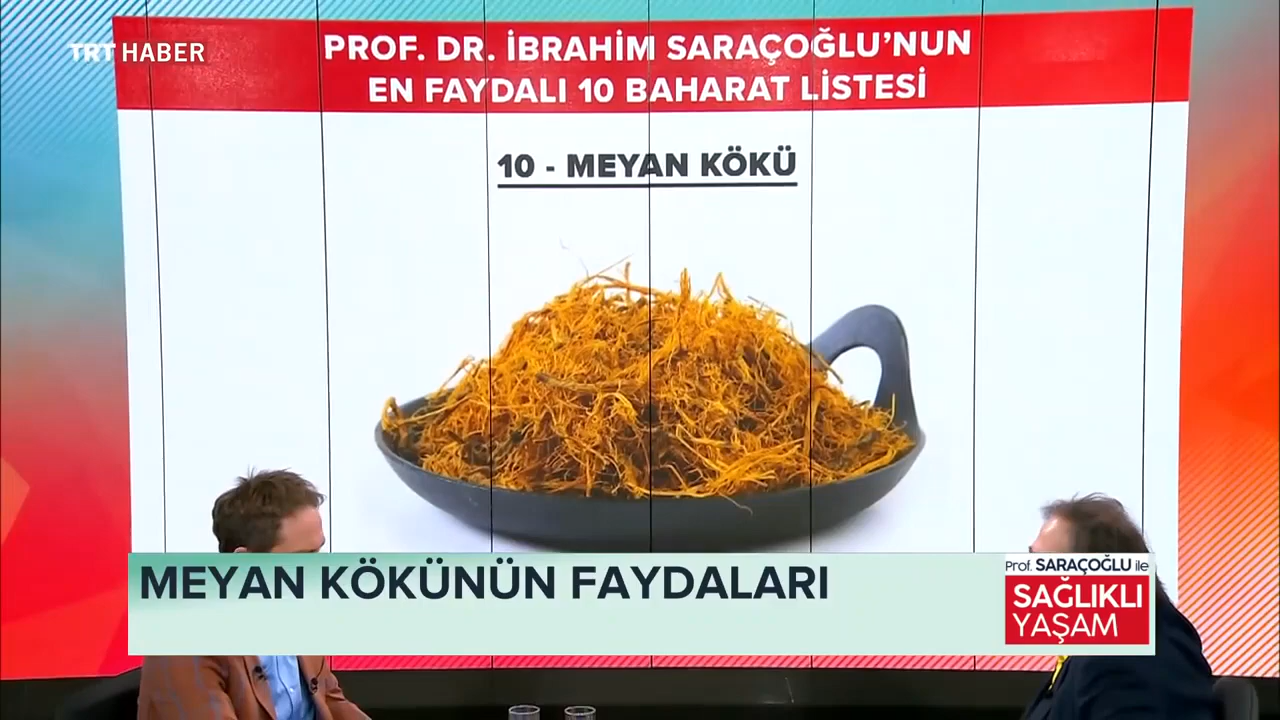 TRT HABER
PROF. DR. İBRAHİM SARAÇOĞLU'NUN
EN FAYDALI 10 BAHARAT LİSTESİ
10 - MEYAN KÖKÜ
MEYAN KÖKÜNÜN FAYDALARI
Prof. SARAÇOĞLU ile
SAĞLIKLI
YAŞAM